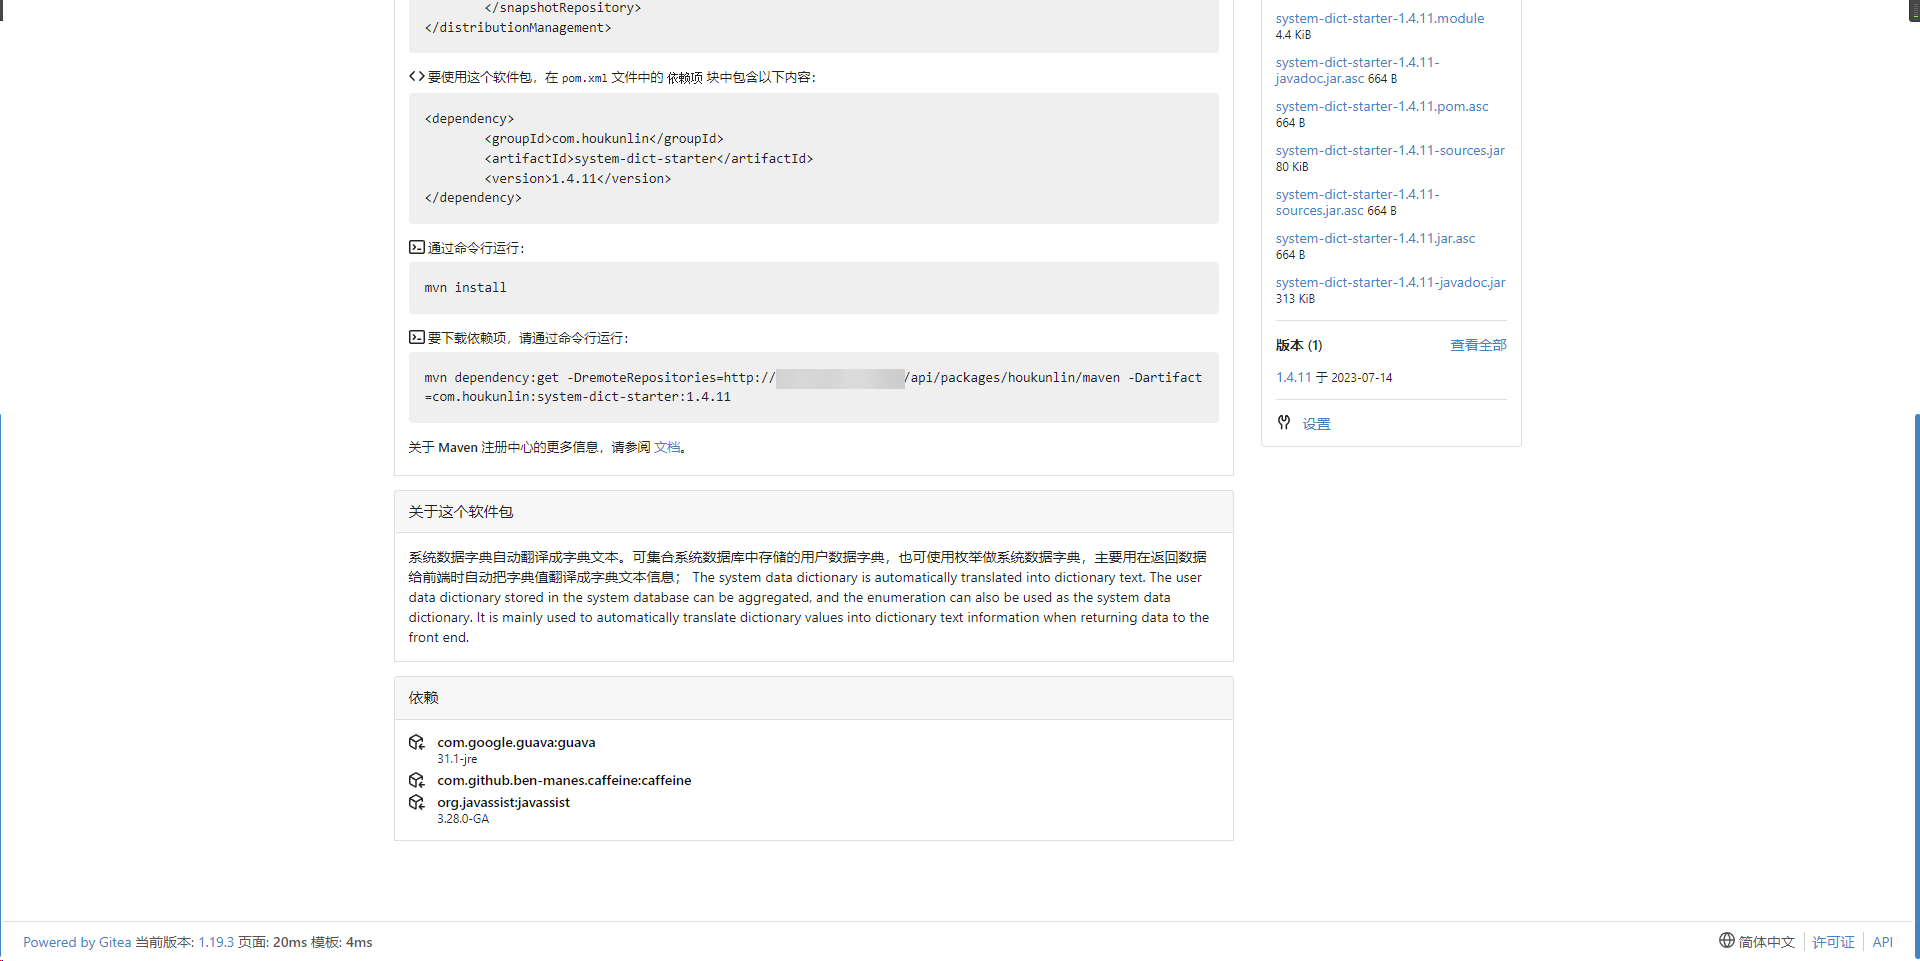 </snapshotRepository>
</distributionManagement>
要使用这个软件包，在 pom.xml 文件中的 依赖项 块中包含以下内容：
<dependency>
<groupId>com.houkunlin</groupId>
<artifactId>system-dict-starter</artifactId>
<version>1.4.11</version>
</dependency>
通过命令行运行：
mvn install
要下载依赖项，请通过命令行运行：
mvn dependency:get -DremoteRepositories=http:// /api/packages/houkunlin/maven -Dartifact
=com.houkunlin:system-dict-starter:1.4.11
关于 Maven 注册中心的更多信息，请参阅 文档。
关于这个软件包
系统数据字典自动翻译成字典文本。可集合系统数据库中存储的用户数据字典，也可使用枚举做系统数据字典，主要用在返回数据
给前端时自动把字典值翻译成字典文本信息； The system data dictionary is automatically translated into dictionary text. The user
data dictionary stored in the system database can be aggregated, and the enumeration can also be used as the system data
dictionary. It is mainly used to automatically translate dictionary values into dictionary text information when returning data to the
front end.
依赖
com.google.guava:guava
31.1-jre
com.github.ben-manes.caffeine:caffeine
org.javassist:javassist
3.28.0-GA
system-dict-starter-1.4.11.module
4.4 KiB
system-dict-starter-1.4.11-
javadoc.jar.asc 664 B
system-dict-starter-1.4.11.pom.asc
664 B
system-dict-starter-1.4.11-sources.jar
80 KiB
system-dict-starter-1.4.11-
sources.jar.asc 664 B
system-dict-starter-1.4.11.jar.asc
664 B
system-dict-starter-1.4.11-javadoc.jar
313 KiB
版本 (1) 查看全部
1.4.11 于 2023-07-14
设置
Powered by Gitea 当前版本: 1.19.3 页面: 20ms 模板: 4ms
简体中文 许可证 API